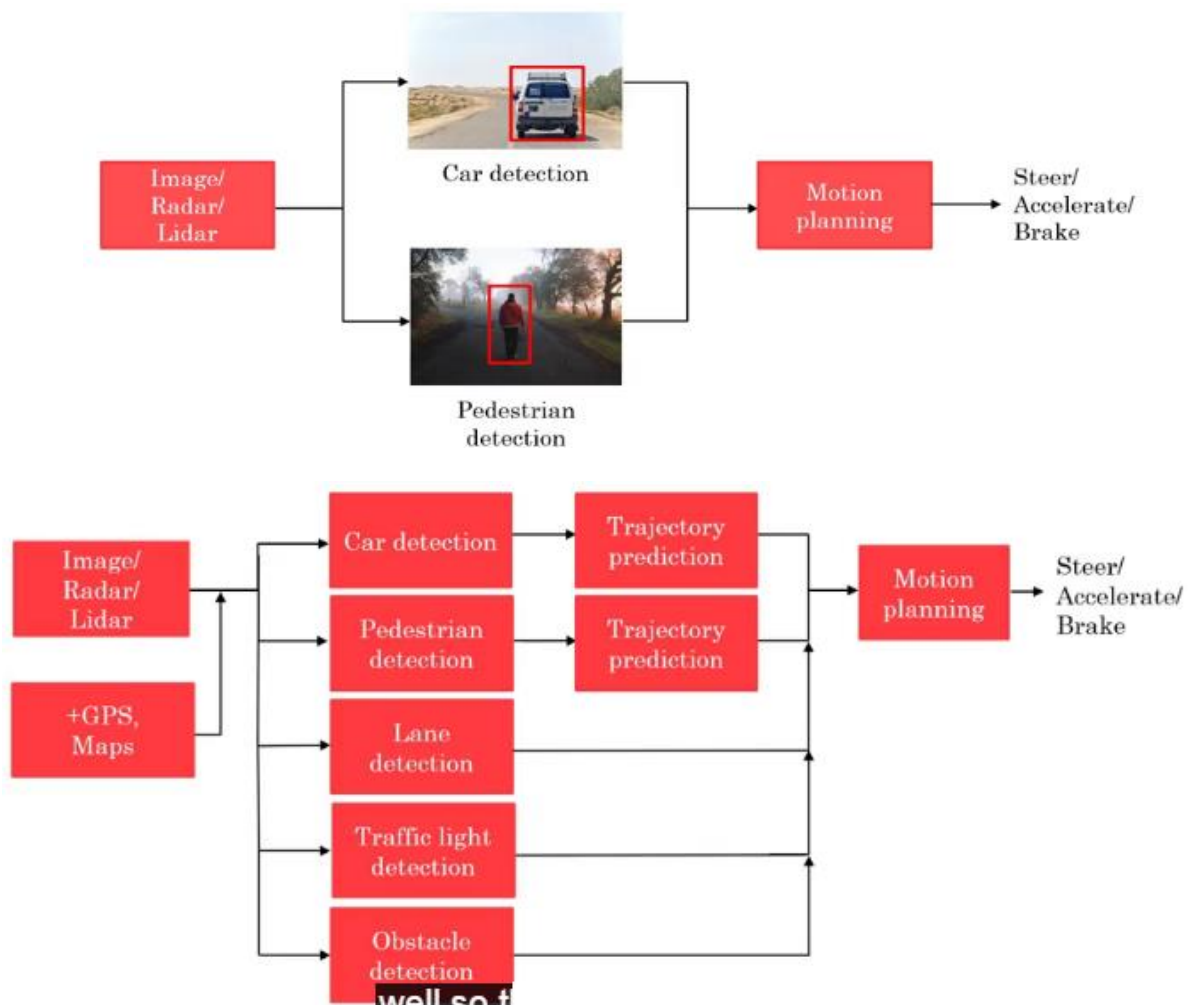 Image/
Radar/
Lidar
Car detection
Pedestrian
detection
Motion
planning
Steer/
Accelerate/
Brake
Image/
Radar/
Lidar
+GPS,
Maps
Car detection
Trajectory
prediction
Pedestrian
detection
Trajectory
prediction
Lane
detection
Traffic light
detection
Obstacle
detection
Motion
planning
Steer/
Accelerate/
Brake
well so